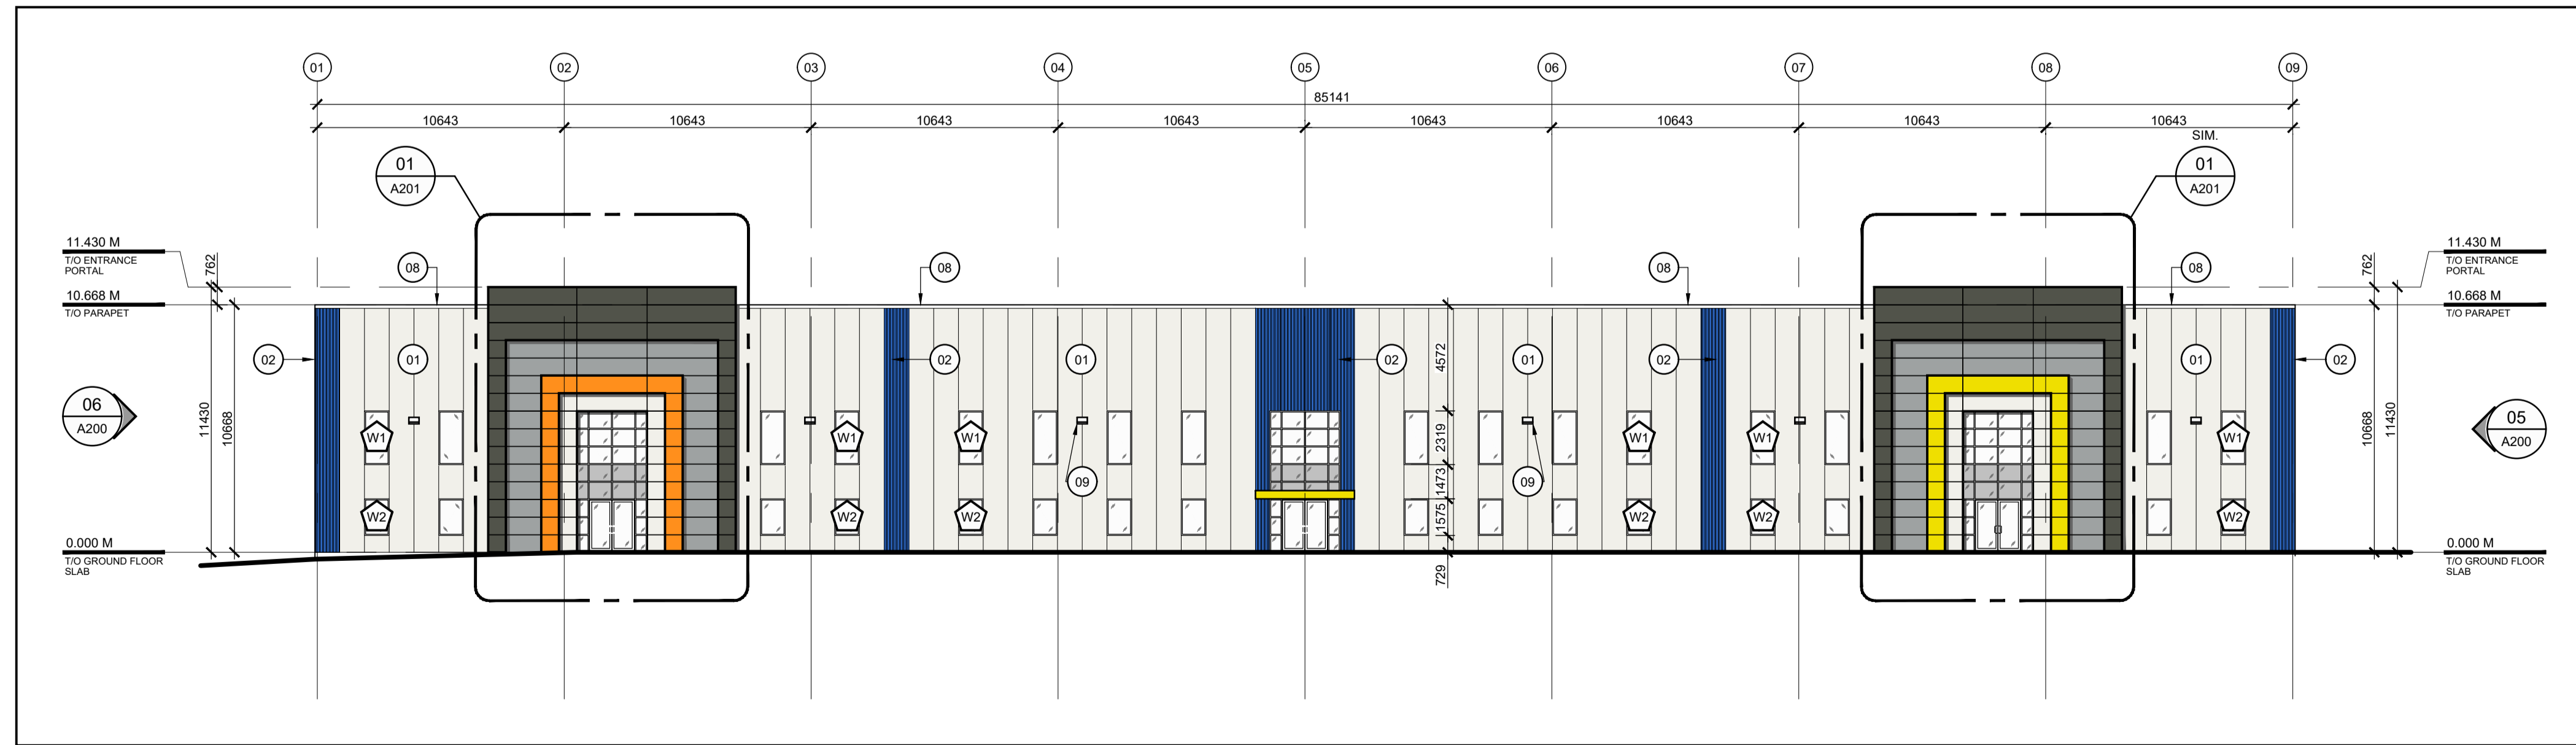 01 02 03 04 05 06 07 08 09
85141
10643 10643 10643 10643 10643 10643 10643 10643
SIM.
01
A201
01
A201
11.430 M
T/O ENTRANCE
PORTAL
762
08 08 08 08
11.430 M
T/O ENTRANCE
PORTAL
762
10.668 M
T/O PARAPET
10.668 M
T/O PARAPET
02 01 02 01 02 01 02 01 02
06
A200
11430
10668
4572
2319
1473
1575
729
10668
11430
05
A200
W1 W1 W1 W1 W1 W1
09 09
W2 W2 W2 W2 W2 W2
0.000 M
T/O GROUND FLOOR
SLAB
0.000 M
T/O GROUND FLOOR
SLAB